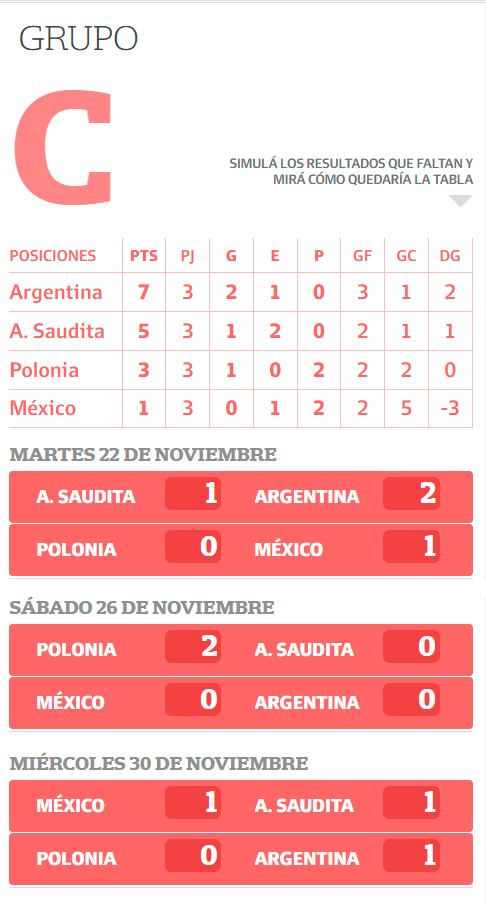 GRUPO
C
SIMULÁ LOS RESULTADOS QUE FALTAN Y
MIRÁ CÓMO QUEDARÍA LA TABLA
POSICIONES PTS PJ G E P GF GC DG
Argentina 7 3 2 1 0 3 1 2
A. Saudita 5 3 1 2 0 2 1 1
Polonia 3 3 1 0 2 2 2 0
México 1 3 0 1 2 2 5 -3
MARTES 22 DE NOVIEMBRE
A. SAUDITA 1 ARGENTINA 2
POLONIA 0 MÉXICO 1
SÁBADO 26 DE NOVIEMBRE
POLONIA 2 A. SAUDITA 0
MÉXICO 0 ARGENTINA 0
MIÉRCOLES 30 DE NOVIEMBRE
MÉXICO 1 A. SAUDITA 1
POLONIA 0 ARGENTINA 1